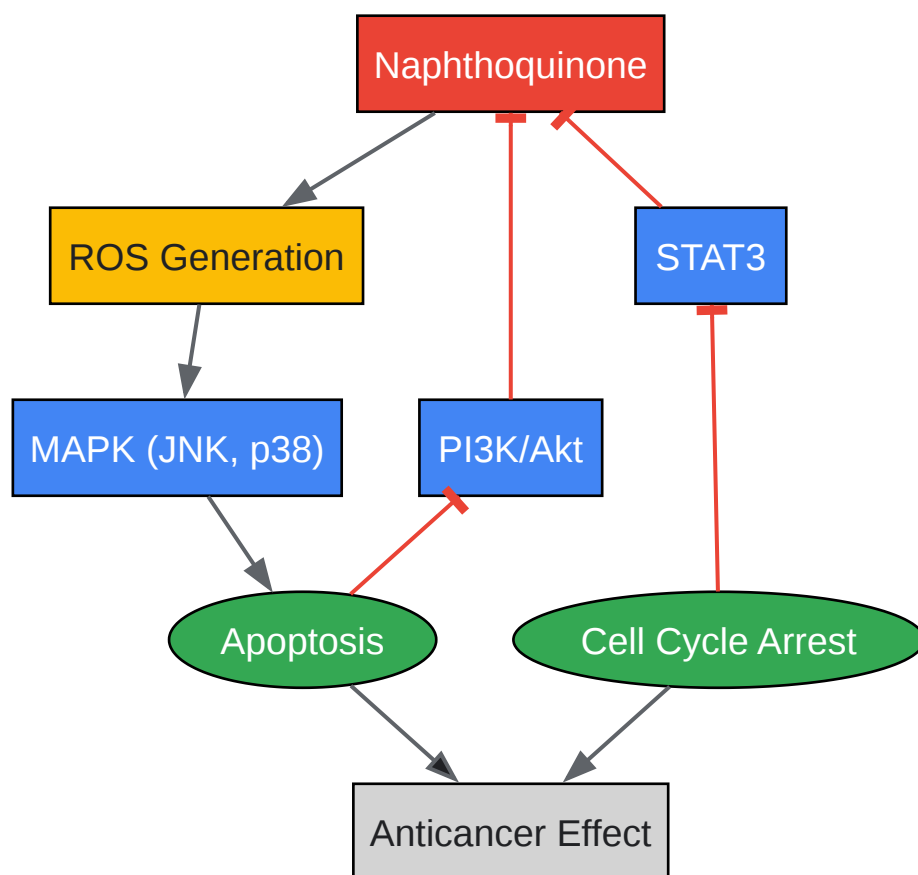 Naphthoquinone
ROS Generation
STAT3
MAPK (JNK, p38)
PI3K/Akt
Apoptosis
Cell Cycle Arrest
Anticancer Effect